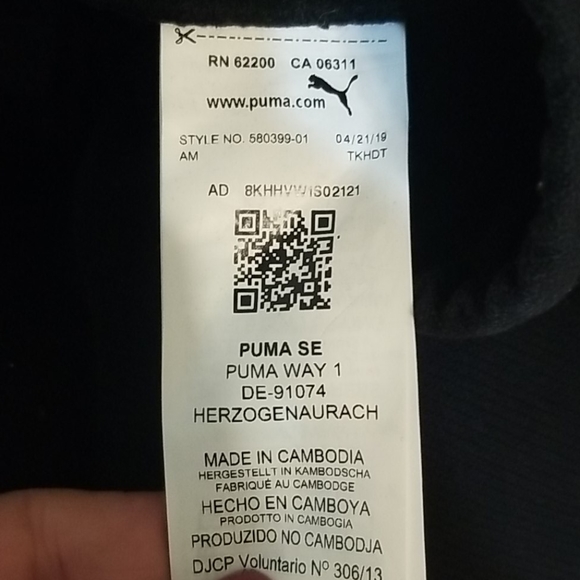 RN 62200 CA 06311
www.puma.com
STYLE NO. 580399-01 04/21/19
AM TKHDT
AD
PUMA SE
PUMA WAY 1
DE-91074
HERZOGENAURACH
MADE IN CAMBODIA
HERGESTELLT IN KAMBODSCHA
FABRIQUÉ AU CAMBODGE
HECHO EN CAMBOYA
PRODOTTO IN CAMBOGIA
PRODUZIDO NO CAMBODJA
DJCP Voluntario Nº 306/13